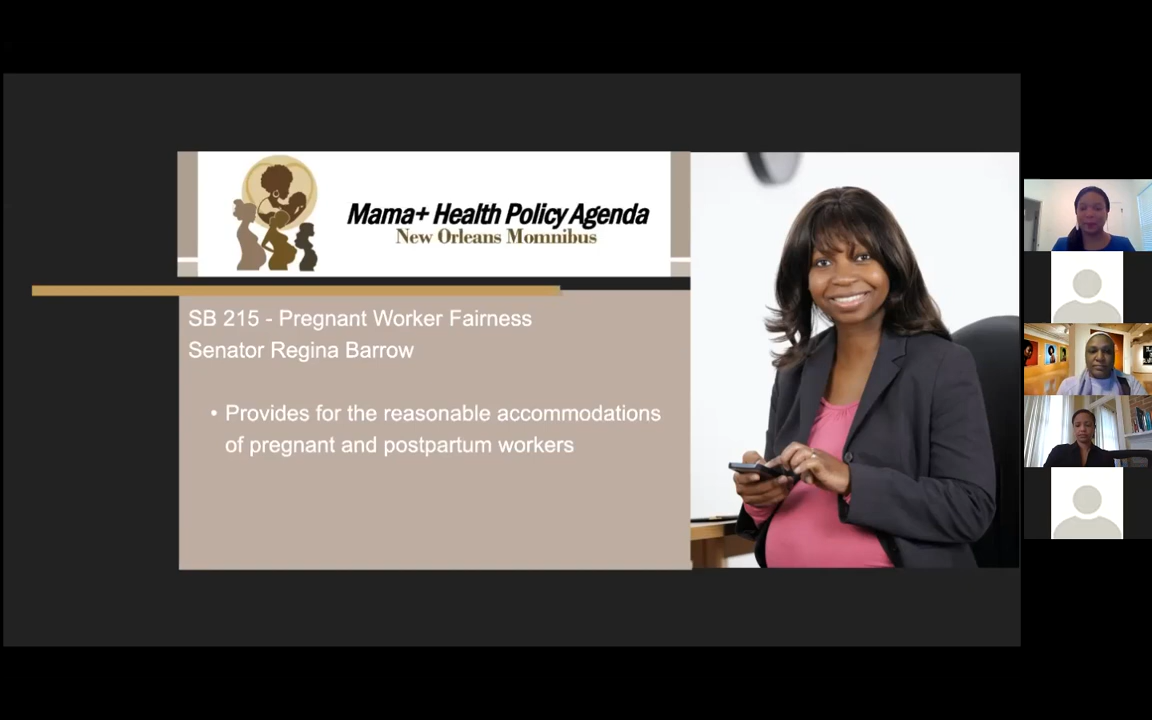 Mama+ Health Policy Agenda
New Orleans Momnibus
SB 215 - Pregnant Worker Fairness
Senator Regina Barrow
• Provides for the reasonable accommodations
of pregnant and postpartum workers